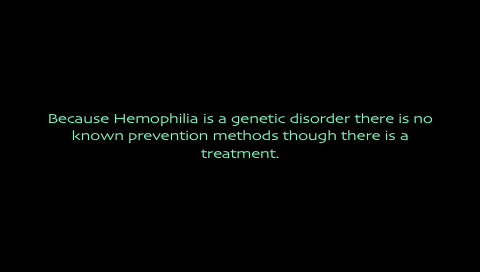 Because Hemophilia is a genetic disorder there is no
known prevention methods though there is a
treatment.